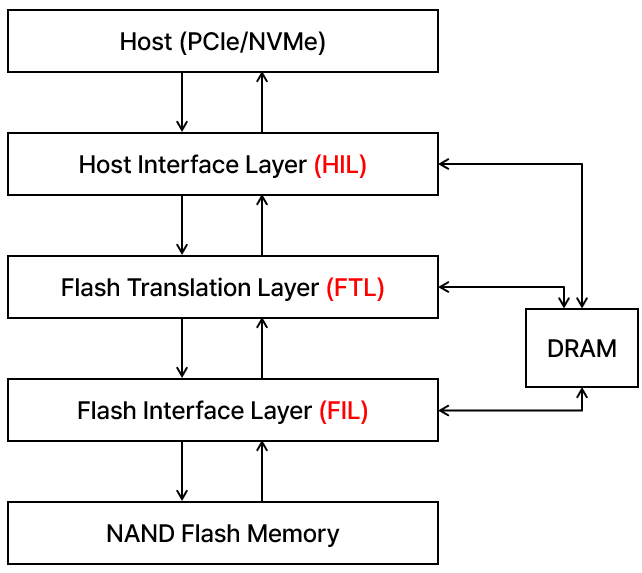 Host (PCIe/NVMe)
Host Interface Layer (HIL)
Flash Translation Layer (FTL)
DRAM
Flash Interface Layer (FIL)
NAND Flash Memory